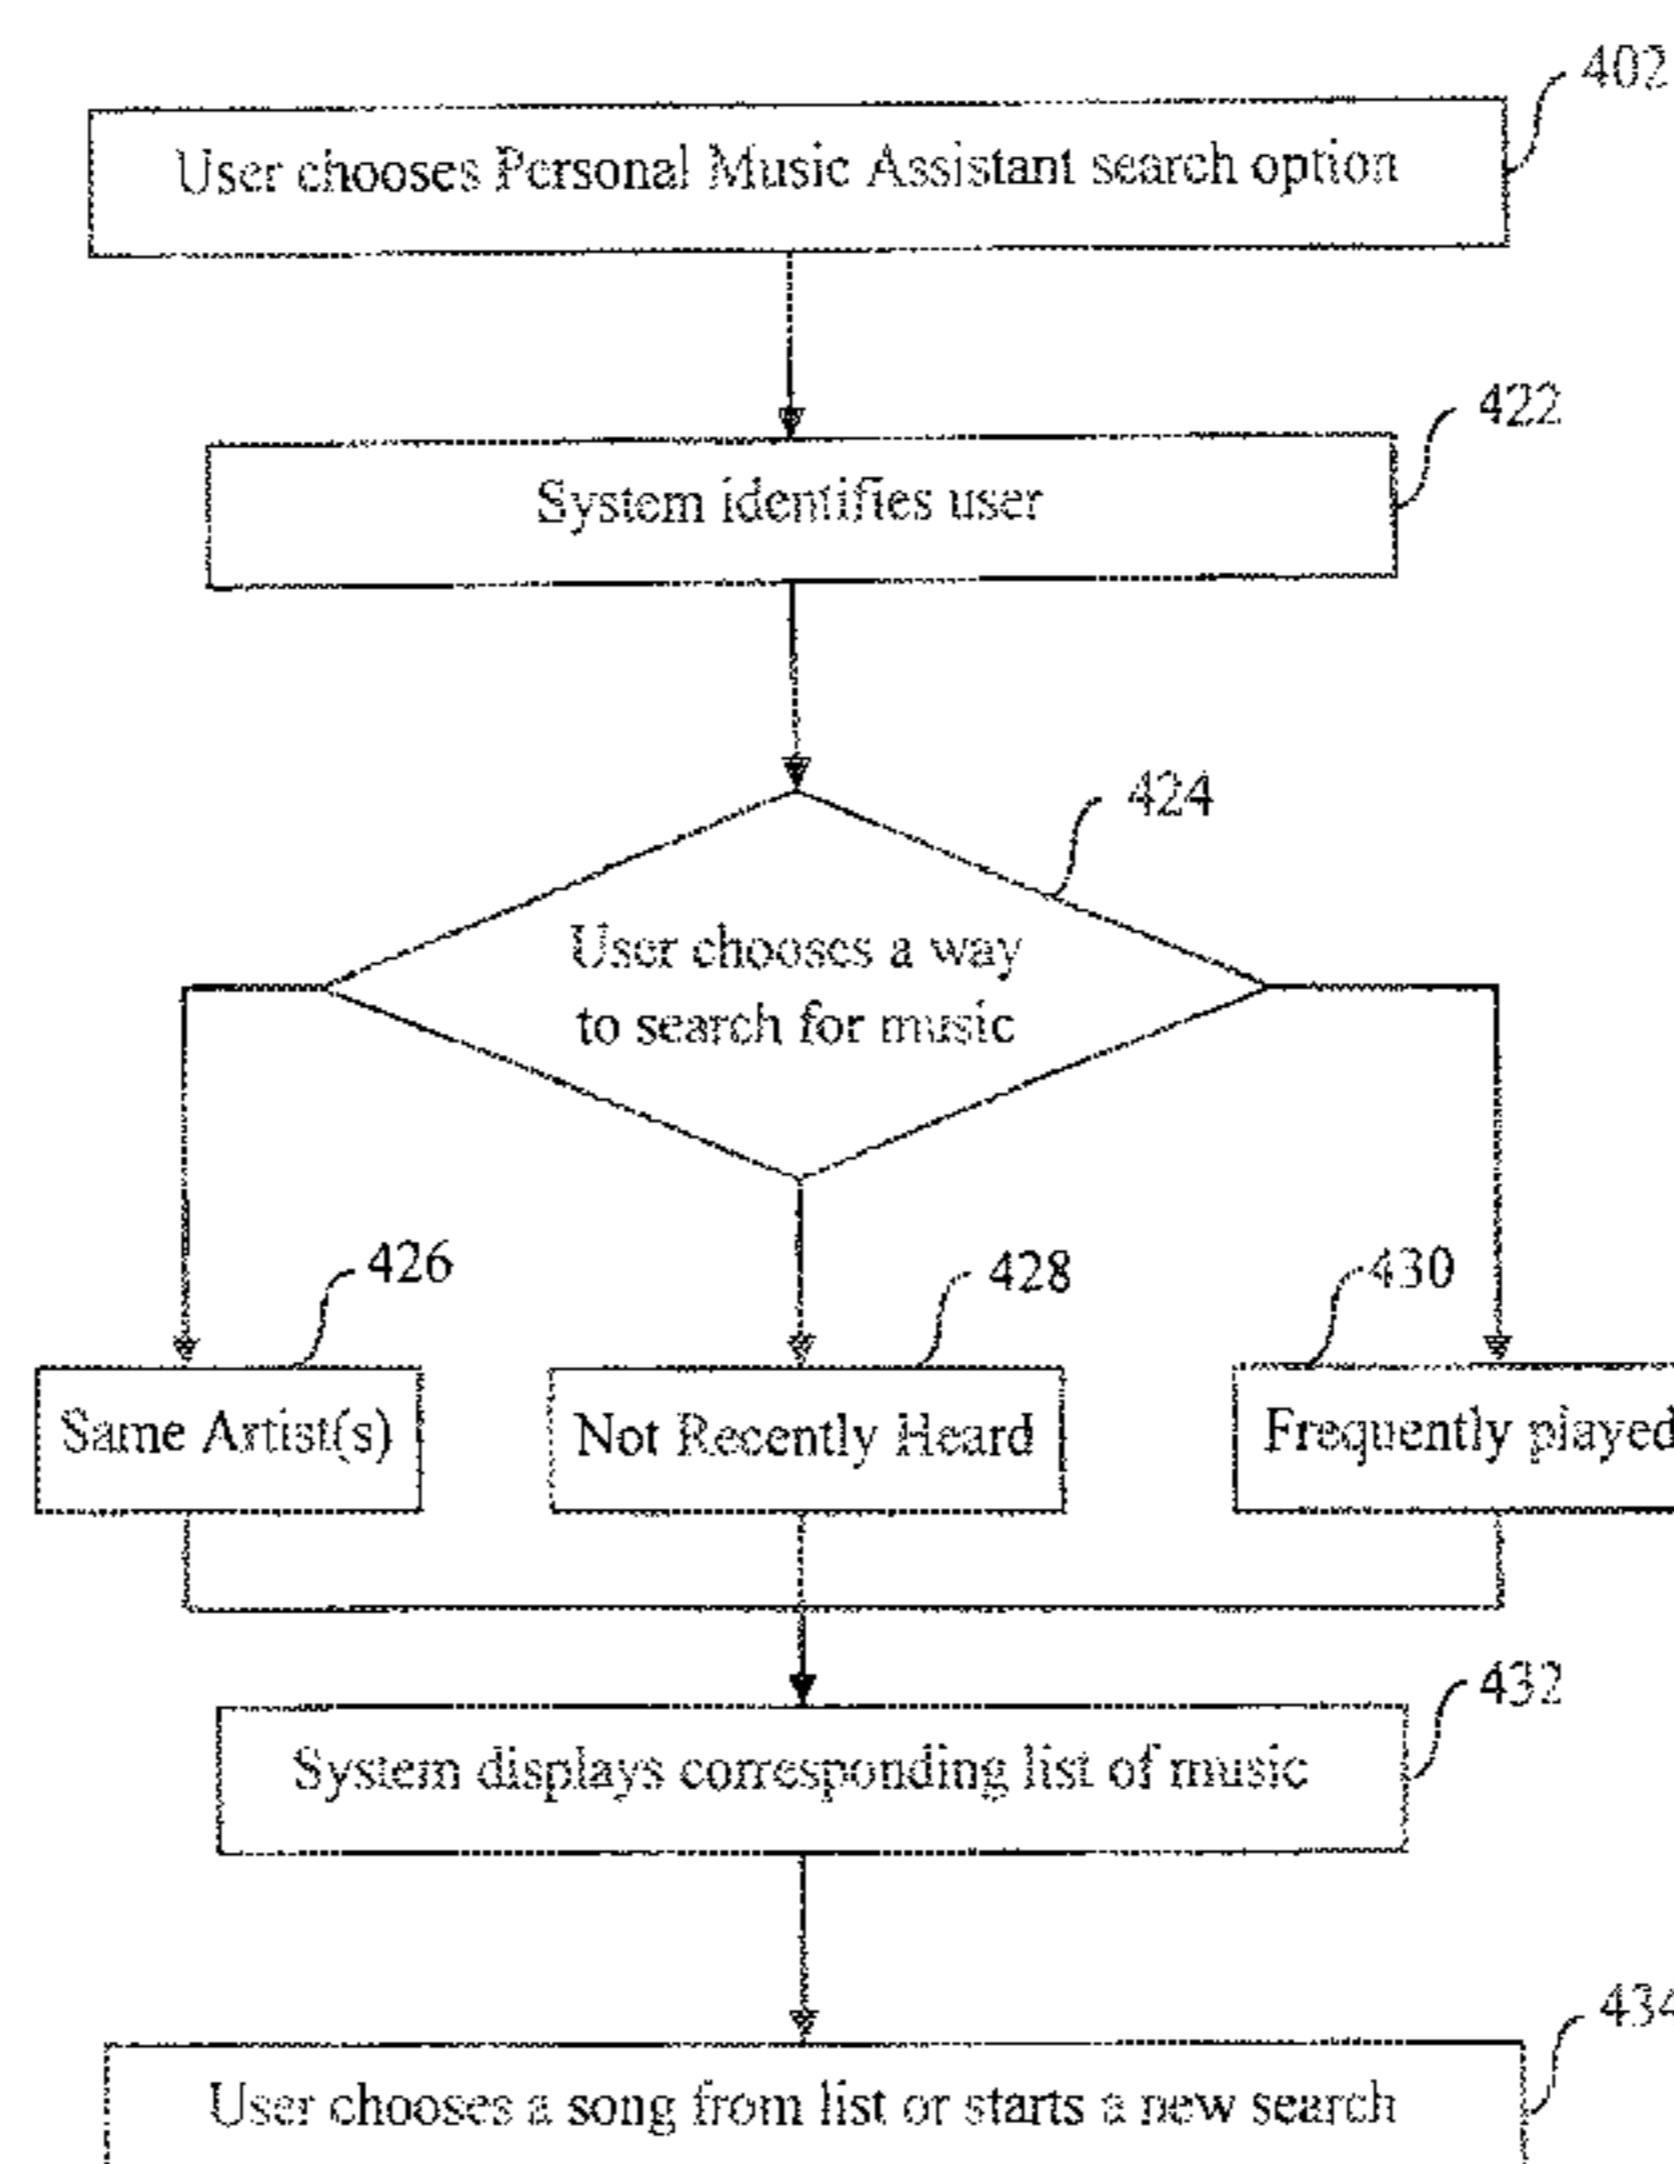 402
User chooses Personal Music Assistant search option
422
System identifies user
424
User chooses a way
to search for music
426
428
430
Same Artist(s)
Not Recently Heard
Frequently played
432
System displays corresponding list of music
434
User chooses a song from list or starts a new search